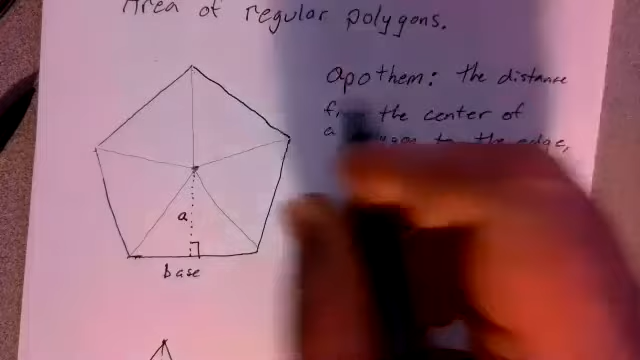 Area of regular polygons.
apothem: the distance
the center of
a to the edge,
a
base